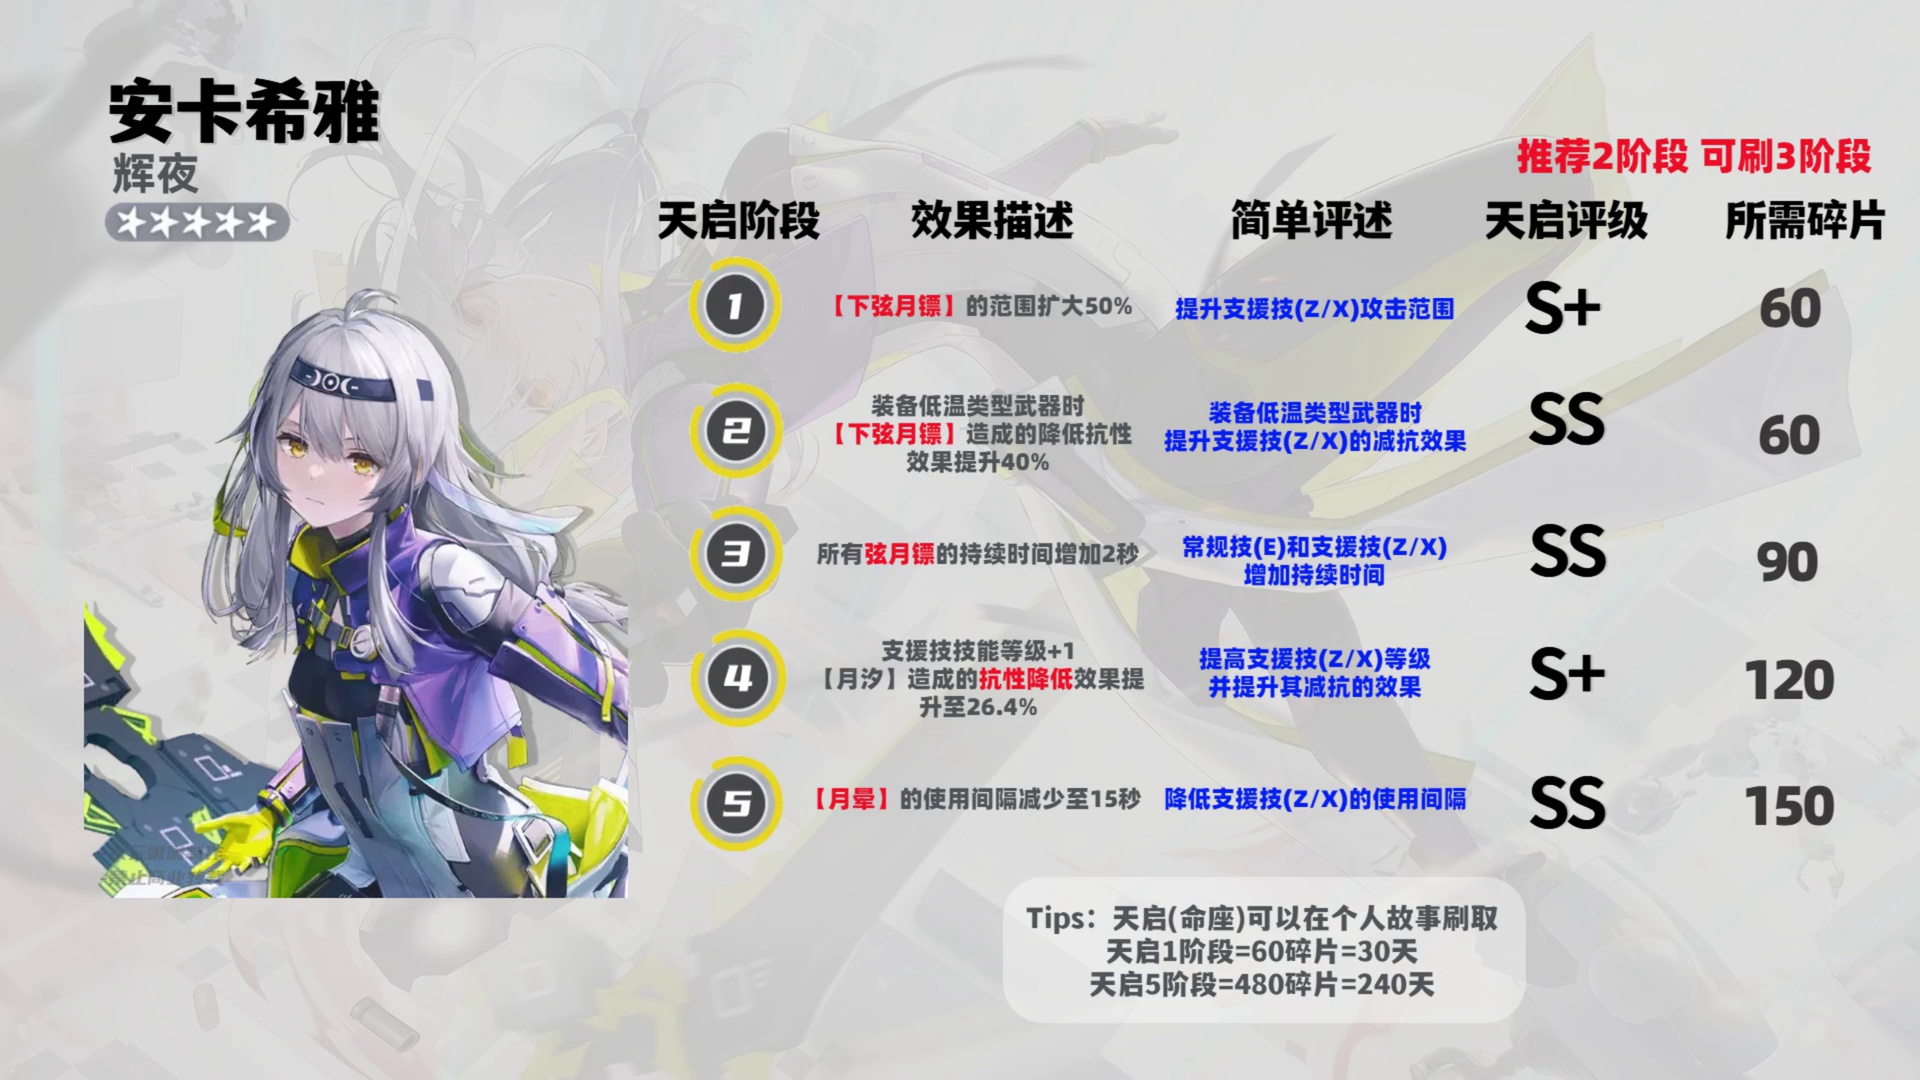 安卡希雅
辉夜
推荐2阶段 可刷3阶段
天启阶段 效果描述 简单评述 天启评级 所需碎片
1 【下弦月镖】的范围扩大50% 提升支援技(Z/X)攻击范围 S+ 60
2
装备低温类型武器时
【下弦月镖】造成的降低抗性
效果提升40%
装备低温类型武器时
提升支援技(Z/X)的减抗效果
SS 60
3 所有弦月镖的持续时间增加2秒
常规技(E)和支援技(Z/X)
增加持续时间
SS 90
4
支援技技能等级+1
【月汐】造成的抗性降低效果提
升至26.4%
提高支援技(Z/X)等级
并提升其减抗的效果
S+ 120
5 【月晕】的使用间隔减少至15秒 降低支援技(Z/X)的使用间隔 SS 150
Tips：天启(命座)可以在个人故事刷取
天启1阶段=60碎片=30天
天启5阶段=480碎片=240天